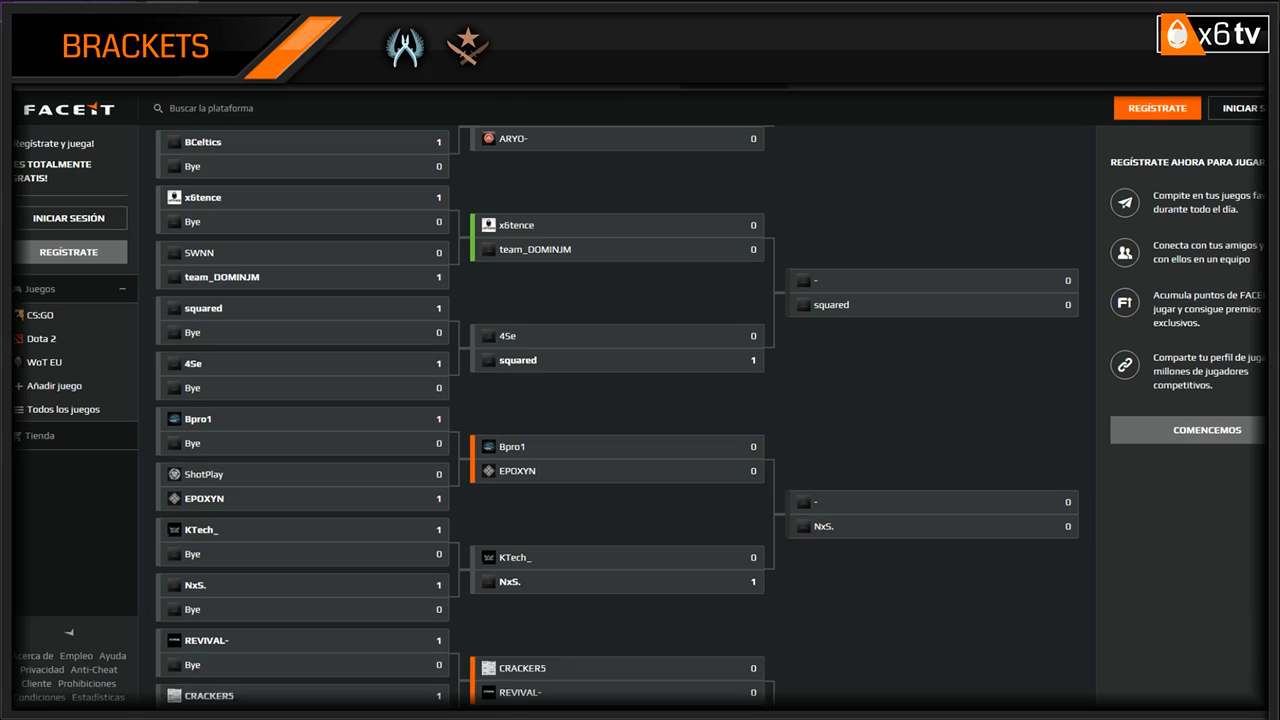 BRACKETS
x6tv
FACEIT
Buscar la plataforma
REGÍSTRATE
INICIAR S
Regístrate y juega!
ES TOTALMENTE
GRATIS!
INICIAR SESIÓN
REGÍSTRATE
Juegos
CS:GO
Dota 2
WoT EU
Añadir juego
Todos los juegos
Tienda
Acerca de Empleo Ayuda
Privacidad Anti-Cheat
Cliente Prohibiciones
Condiciones Estadísticas
BCeltics 1
Bye 0
x6tence 1
Bye 0
SWNN 0
team_DOMINJM 1
squared 1
Bye 0
4Se 1
Bye 0
Bpro1 1
Bye 0
ShotPlay 0
EPOXYN 1
KTech_ 1
Bye 0
NxS. 1
Bye 0
REVIVAL- 1
Bye 0
CRACKER5 1
ARYO- 0
x6tence 0
team_DOMINJM 0
4Se 0
squared 1
Bpro1 0
EPOXYN 0
KTech_ 0
NxS. 1
CRACKER5 0
REVIVAL- 0
- 0
squared 0
- 0
NxS. 0
REGÍSTRATE AHORA PARA JUGAR
Compite en tus juegos fav
durante todo el día.
Conecta con tus amigos y
con ellos en un equipo
Acumula puntos de FACEI
jugar y consigue premios
exclusivos.
Comparte tu perfil de juga
millones de jugadores
competitivos.
COMENCEMOS